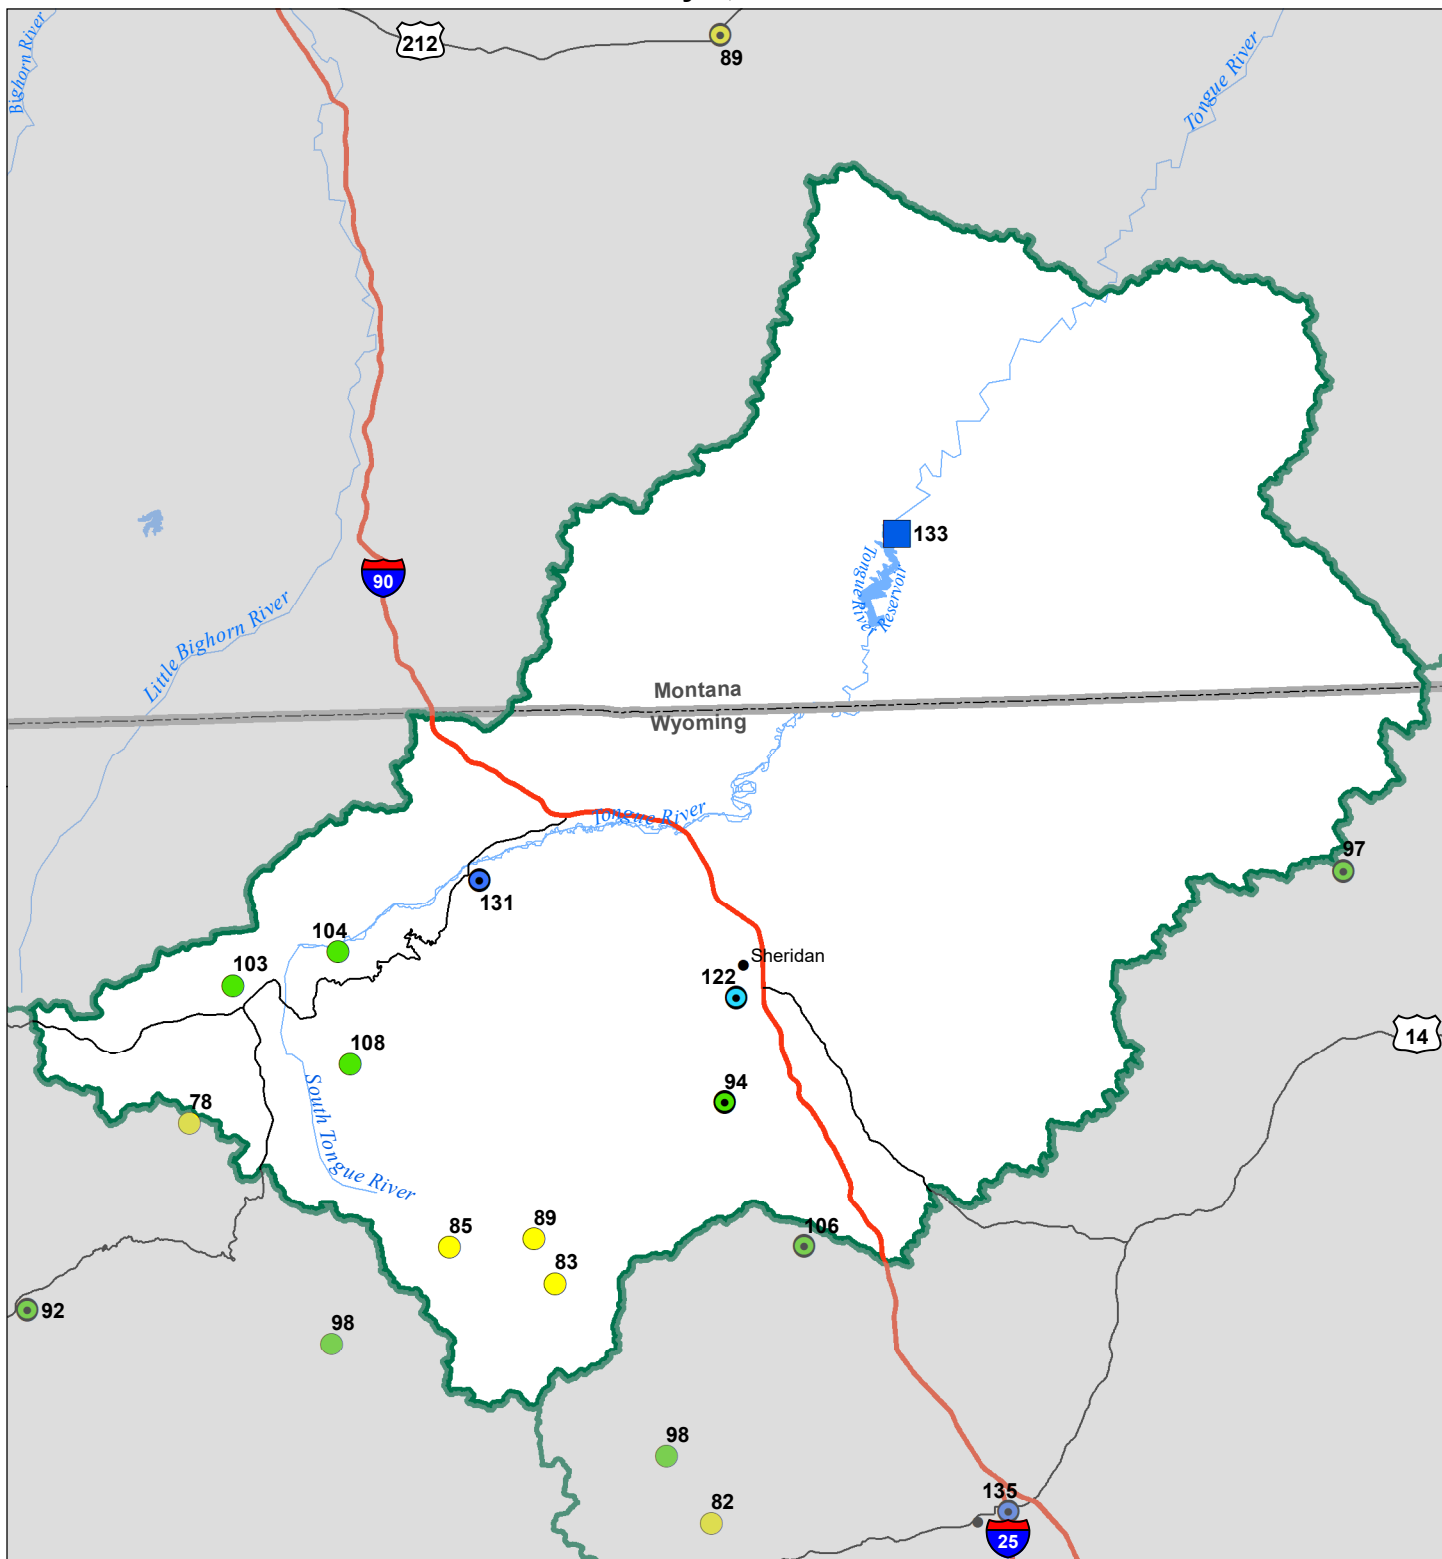 212
89
Bighorn River
Tongue River
133
Tongue River
Reservoir
90
Little Bighorn River
Montana
Wyoming
Tongue River
97
131
104
103
Sheridan
122
14
108
94
78
South Tongue River
85
89
106
83
92
98
98
135
82
25